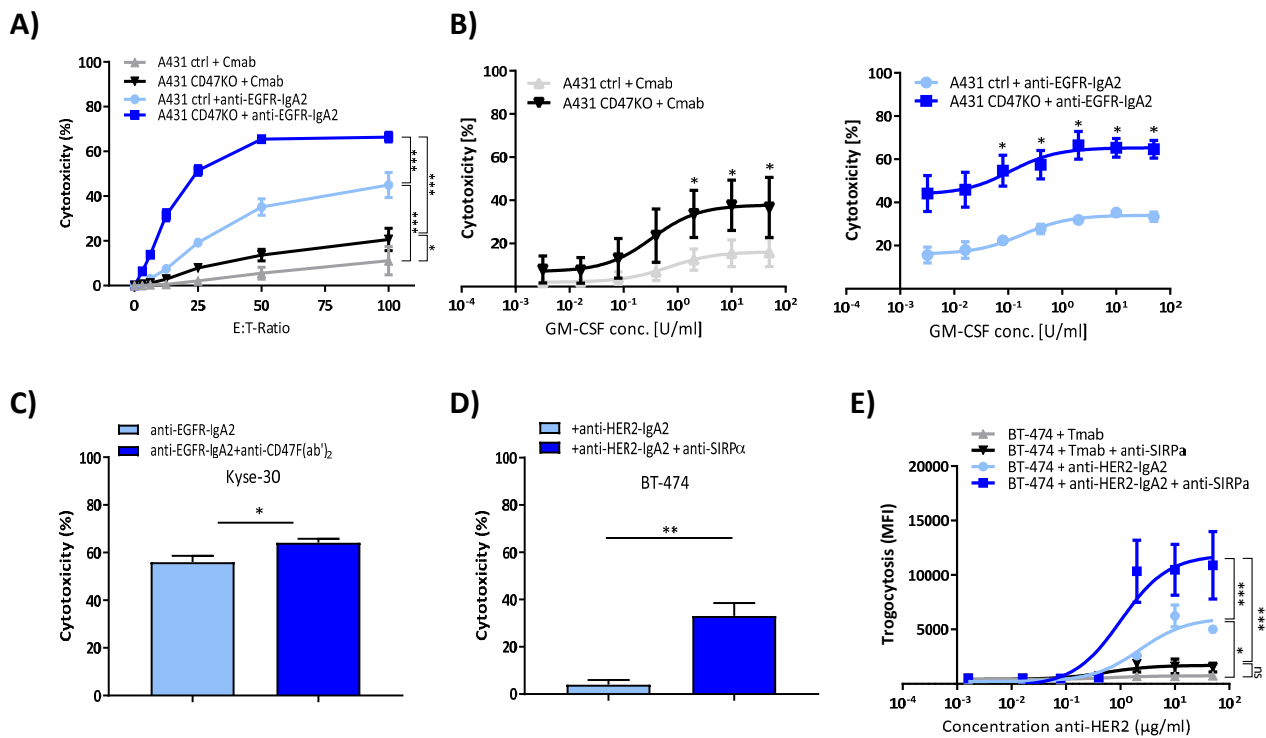 A)
A431 ctrl + Cmab
A431 CD47KO + Cmab
A431 ctrl +anti-EGFR-IgA2
A431 CD47KO + anti-EGFR-IgA2
Cytotoxicity (%)
100
80
60
40
20
0
0 25 50 75 100
E:T-Ratio
***
***
***
*
B)
A431 ctrl + Cmab
A431 CD47KO + Cmab
Cytotoxicity [%]
100
80
60
40
20
* * *
10-4 10-3 10-2 10-1 100 101 102
GM-CSF conc. [U/ml]
A431 ctrl + anti-EGFR-IgA2
A431 CD47KO + anti-EGFR-IgA2
Cytotoxicity [%]
100
80
60
40
20
* * * * *
10-4 10-3 10-2 10-1 100 101 102
GM-CSF conc. [U/ml]
C)
anti-EGFR-IgA2
anti-EGFR-IgA2+anti-CD47F(ab')2
Kyse-30
Cytotoxicity (%)
100
80
60
40
20
0
*
D)
+anti-HER2-IgA2
+anti-HER2-IgA2 + anti-SIRPα
BT-474
Cytotoxicity (%)
100
80
60
40
20
0
**
E)
BT-474 + Tmab
BT-474 + Tmab + anti-SIRPa
BT-474 + anti-HER2-IgA2
BT-474 + anti-HER2-IgA2 + anti-SIRPa
Trogocytosis (MFI)
20000
15000
10000
5000
10-4 10-3 10-2 10-1 100 101 102
Concentration anti-HER2 (µg/ml)
***
***
*
ns